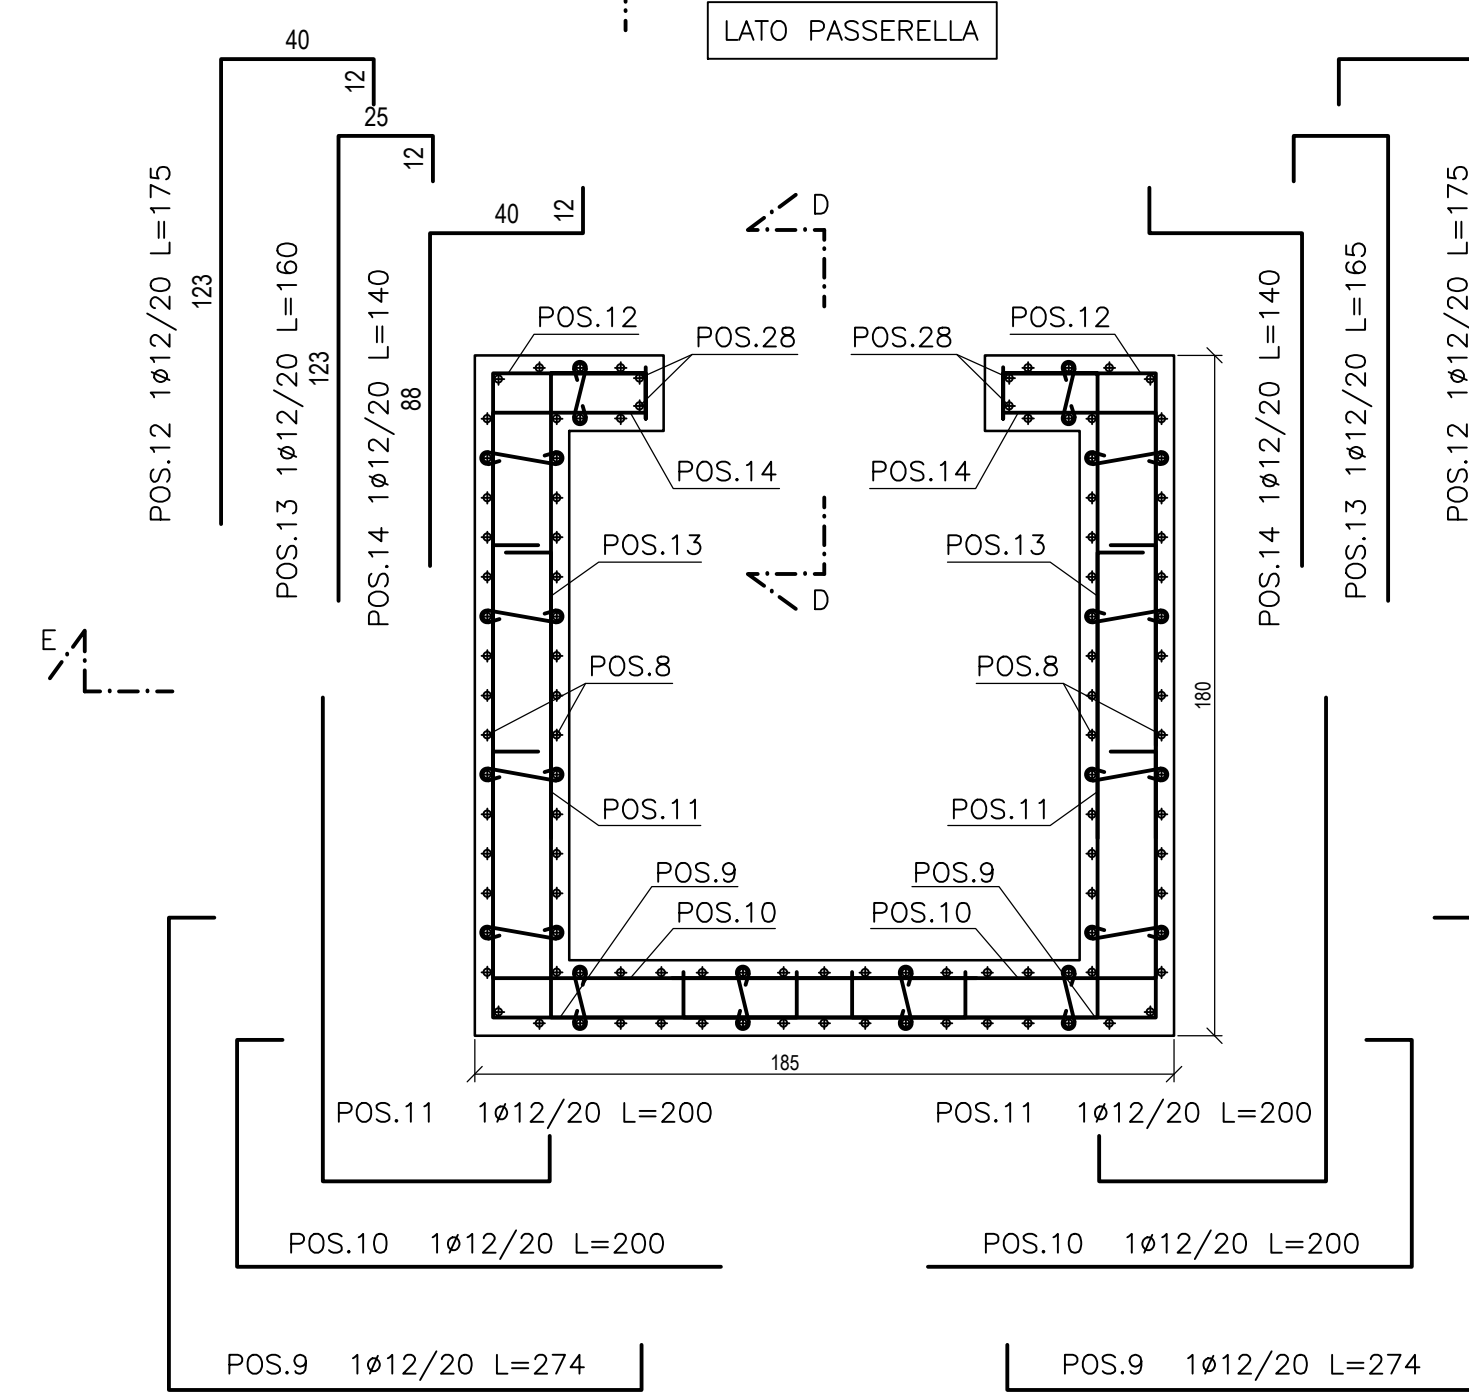 LATO PASSERELLA
40
12
25
12
40
12
POS.12 1ø12/20 L=175
123
POS.13 1ø12/20 L=160
123
POS.14 1ø12/20 L=140
88
D
POS.14 1ø12/20 L=140
POS.13 1ø12/20 L=165
POS.12 1ø12/20 L=175
POS.12
POS.28
POS.28
POS.12
POS.14
POS.14
POS.13
POS.13
D
E
POS.8
POS.8
180
POS.11
POS.11
POS.9
POS.9
POS.10
POS.10
185
POS.11 1ø12/20 L=200
POS.11 1ø12/20 L=200
POS.10 1ø12/20 L=200
POS.10 1ø12/20 L=200
POS.9 1ø12/20 L=274
POS.9 1ø12/20 L=274